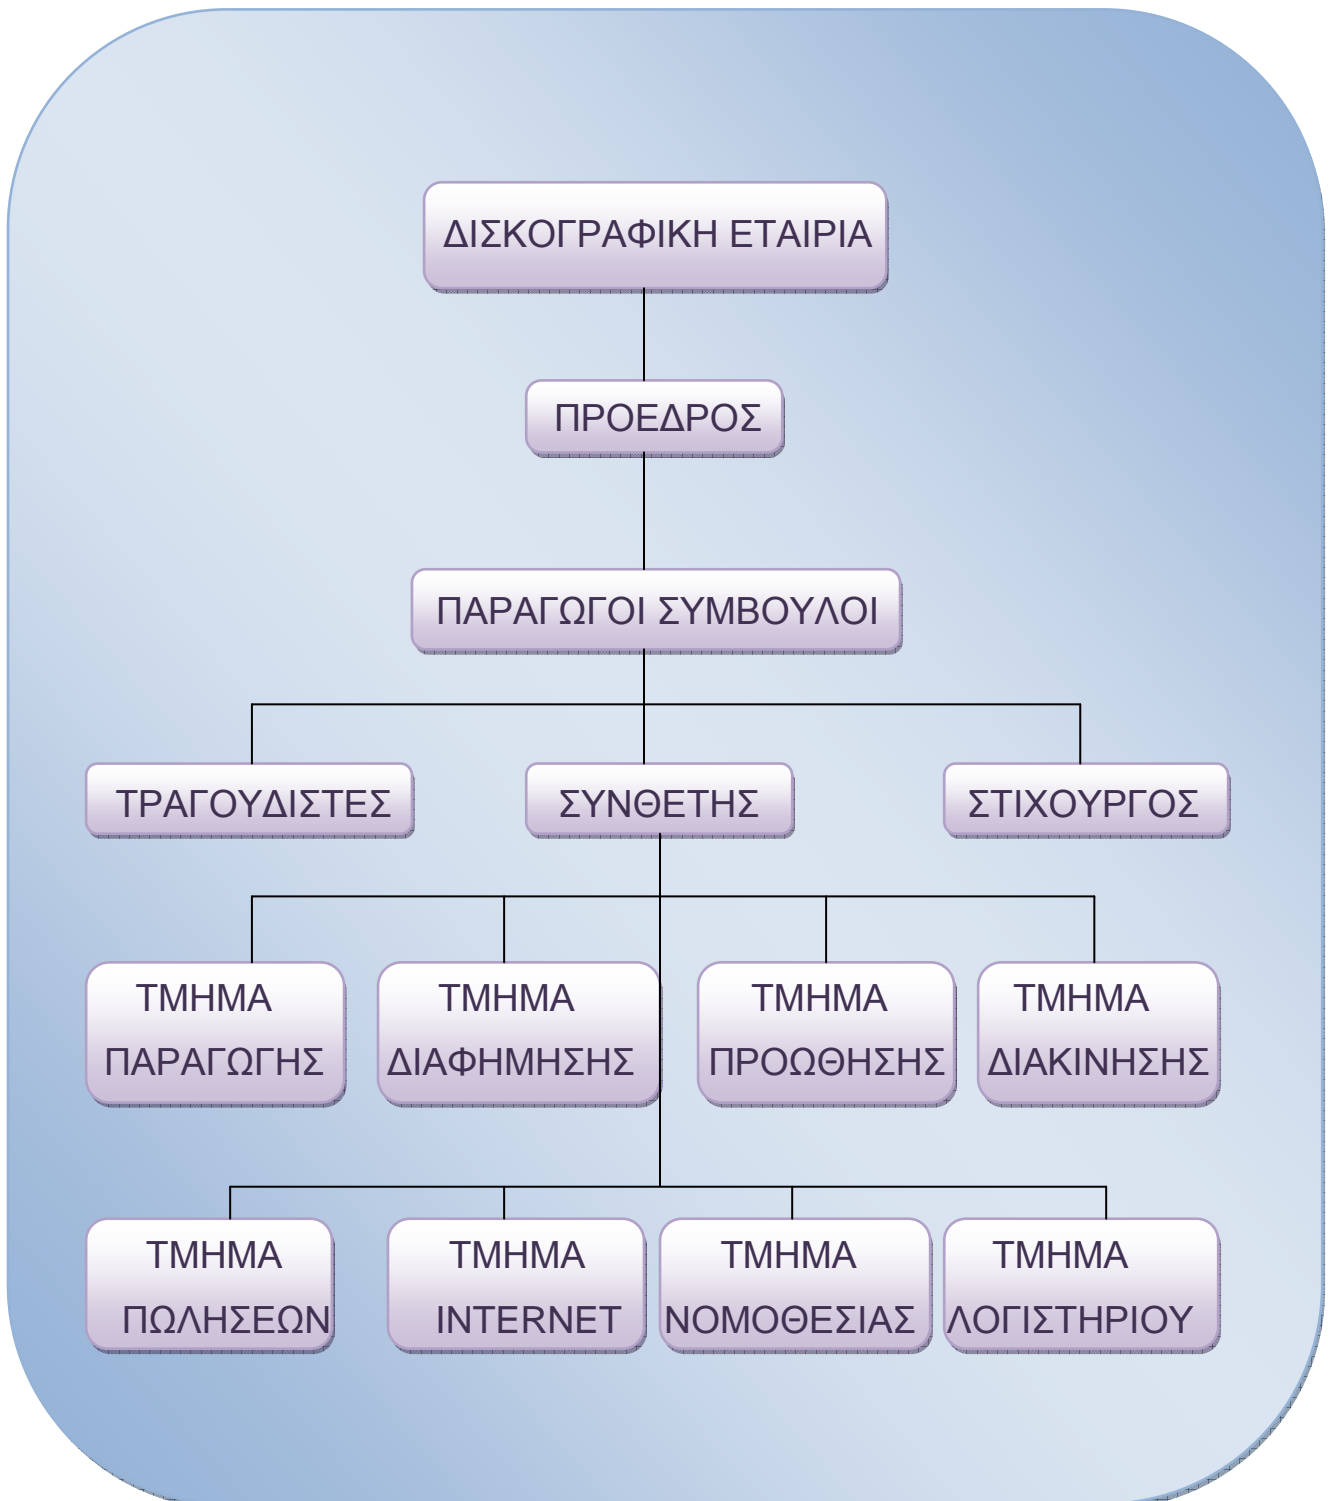 ΔΙΣΚΟΓΡΑΦΙΚΗ ΕΤΑΙΡΙΑ
ΠΡΟΕΔΡΟΣ
ΠΑΡΑΓΩΓΟΙ ΣΥΜΒΟΥΛΟΙ
ΤΡΑΓΟΥΔΙΣΤΕΣ
ΣΥΝΘΕΤΗΣ
ΣΤΙΧΟΥΡΓΟΣ
ΤΜΗΜΑ
ΠΑΡΑΓΩΓΗΣ
ΤΜΗΜΑ
ΔΙΑΦΗΜΗΣΗΣ
ΤΜΗΜΑ
ΠΡΟΩΘΗΣΗΣ
ΤΜΗΜΑ
ΔΙΑΚΙΝΗΣΗΣ
ΤΜΗΜΑ
ΠΩΛΗΣΕΩΝ
ΤΜΗΜΑ
INTERNET
ΤΜΗΜΑ
ΝΟΜΟΘΕΣΙΑΣ
ΤΜΗΜΑ
ΛΟΓΙΣΤΗΡΙΟΥ